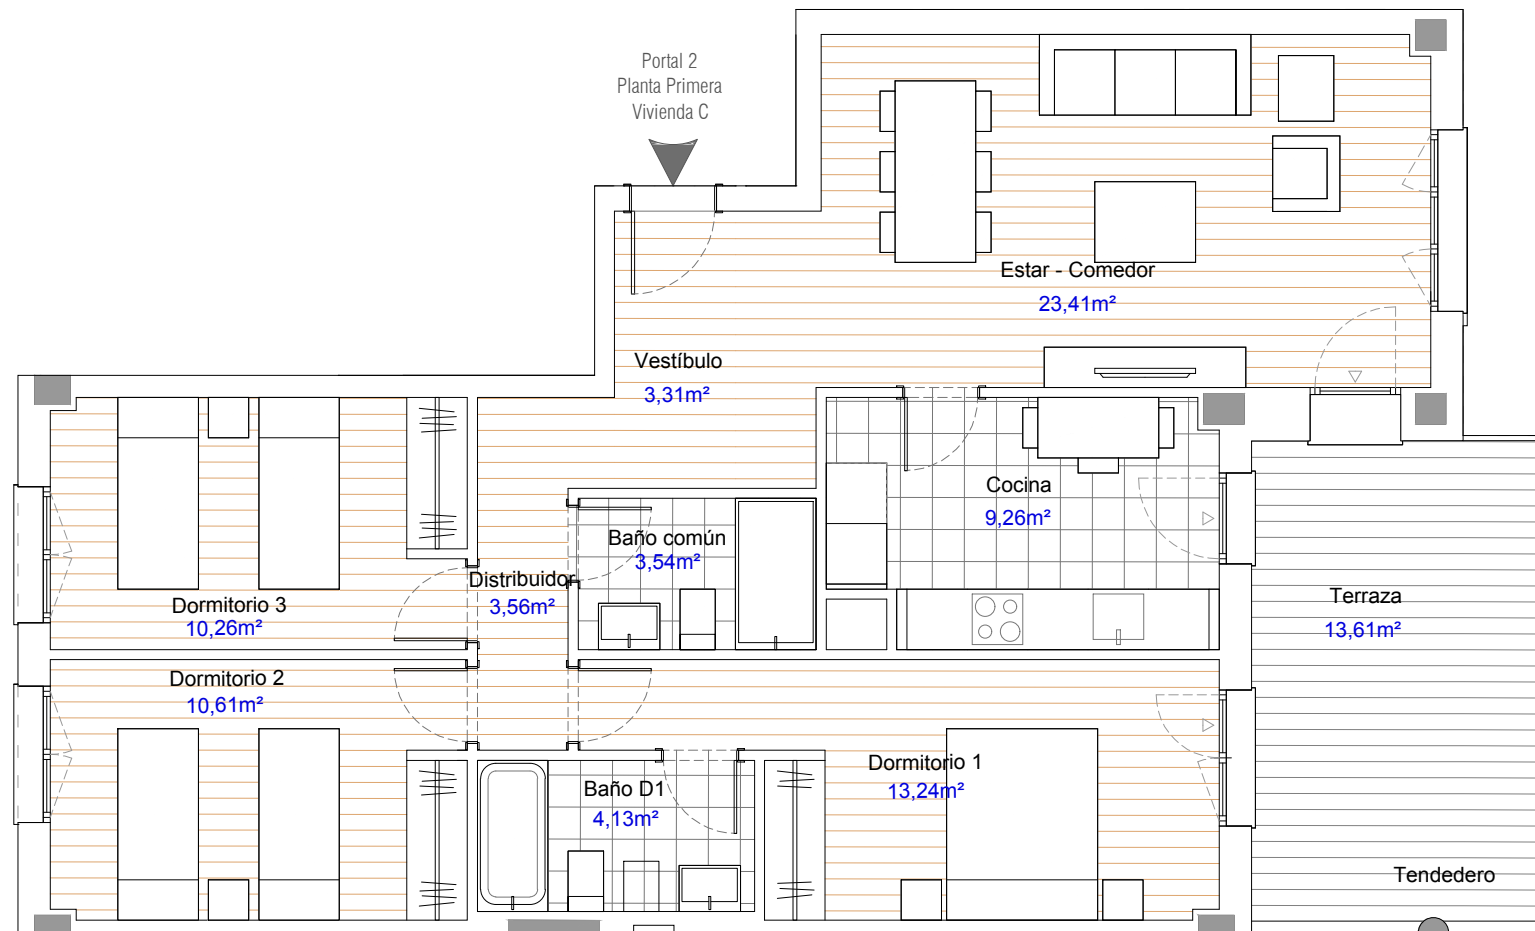 Portal 2
Planta Primera
Vivienda C
Estar - Comedor
23,41m²
Vestíbulo
3,31m²
Cocina
9,26m²
Baño común
3,54m²
Distribuidor
3,56m²
Dormitorio 3
10,26m²
Terraza
13,61m²
Dormitorio 2
10,61m²
Dormitorio 1
13,24m²
Baño D1
4,13m²
Tendedero